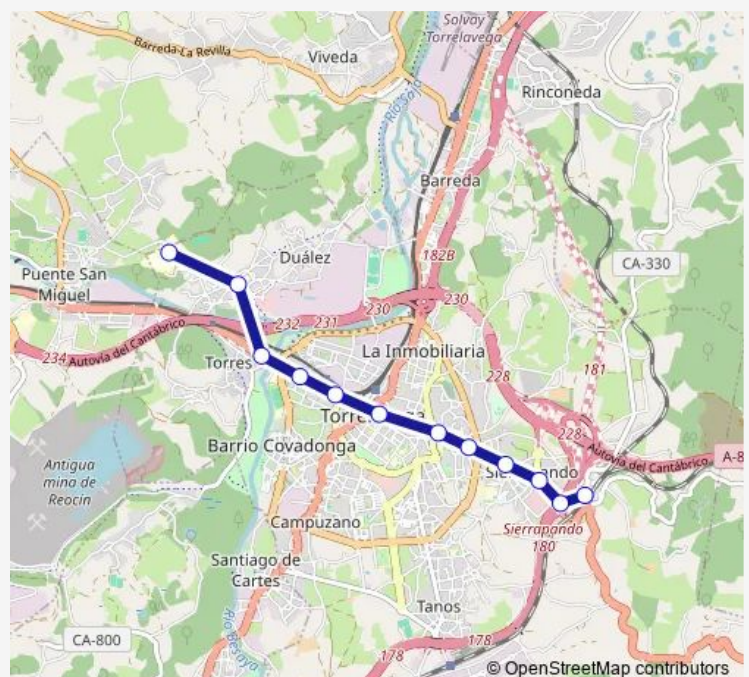 Solvay
Torrelavega
Viveda
Barreda-La Revilla
Rinconeda
Río Saja
Barreda
182B
CA-330
Duález
Puente San
Miguel
230
230
232
231
234
Autovía del Cantábrico
Torres
La Inmobiliaria
181
228
228
Autovía del Cantábrico
A-8
Barrio Covadonga
Antigua
mina de
Reocín
Campuzano
Sierrapando
180
Santiago de
Cartes
Tanos
Río Besaya
CA-800
178
178
© OpenStreetMap contributors